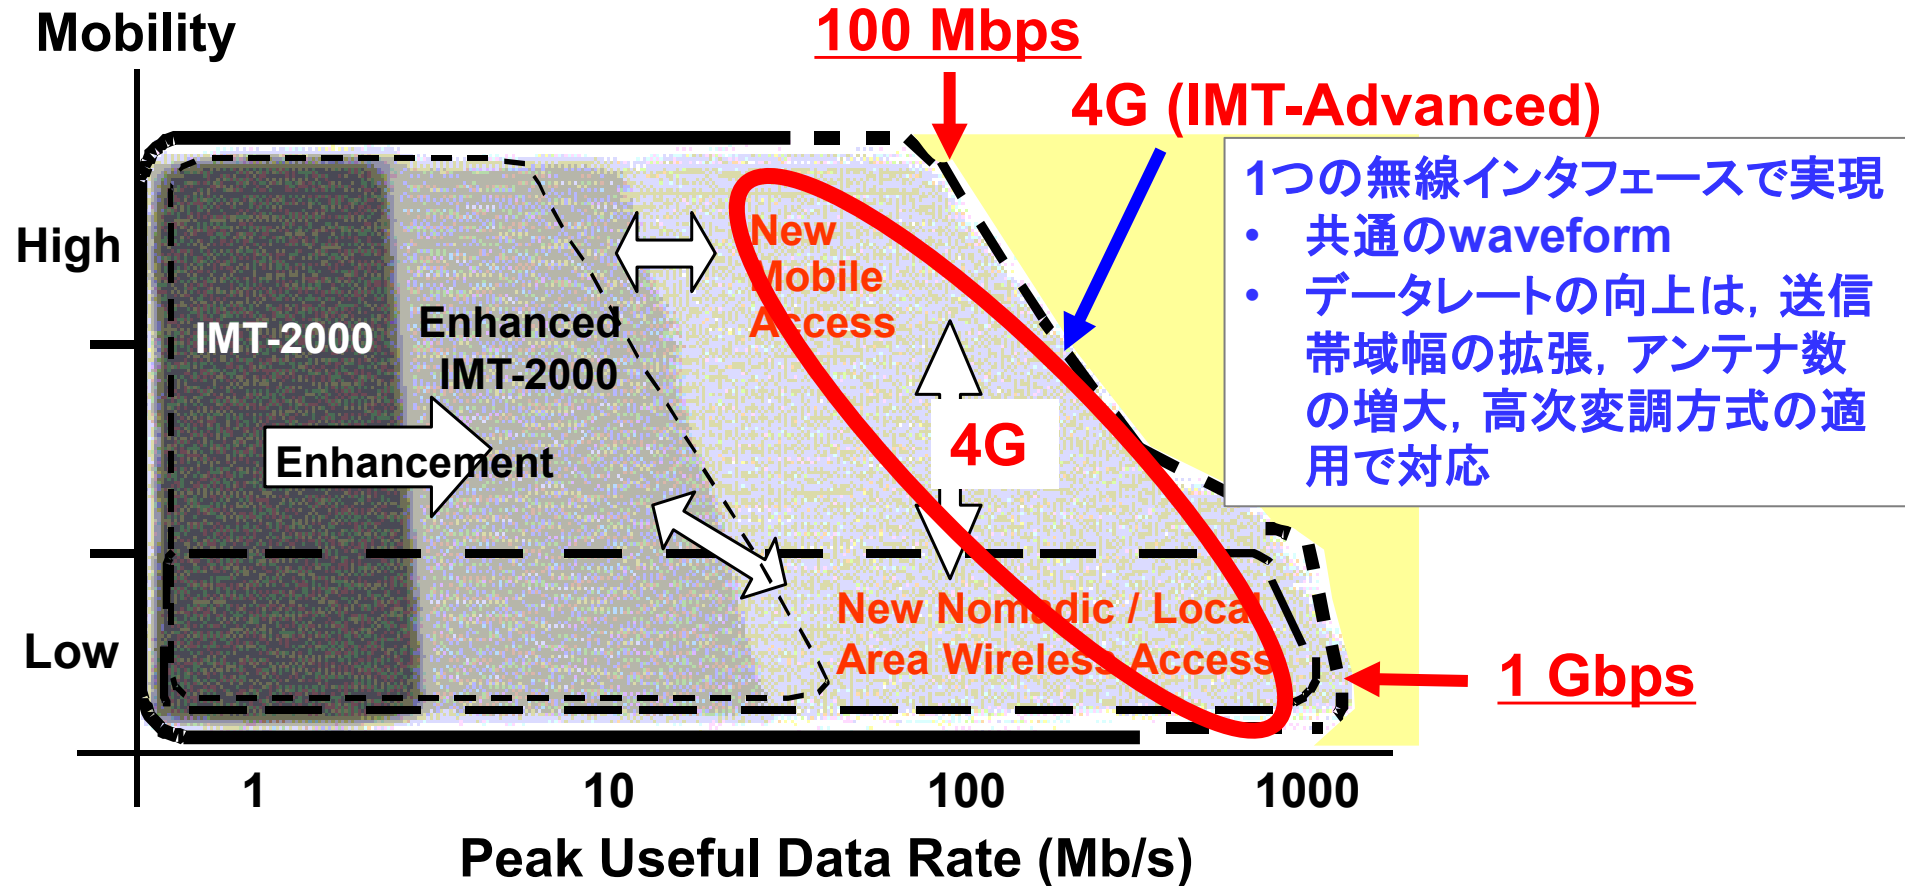 Mobility
100 Mbps
4G (IMT-Advanced)
1つの無線インタフェースで実現
• 共通のwaveform
• データレートの向上は，送信
帯域幅の拡張，アンテナ数
の増大，高次変調方式の適
用で対応
High
New
Mobile
Access
IMT-2000
Enhanced
IMT-2000
4G
Enhancement
New Nomadic / Local
Area Wireless Access
Low
1 Gbps
1
10
100
1000
Peak Useful Data Rate (Mb/s)